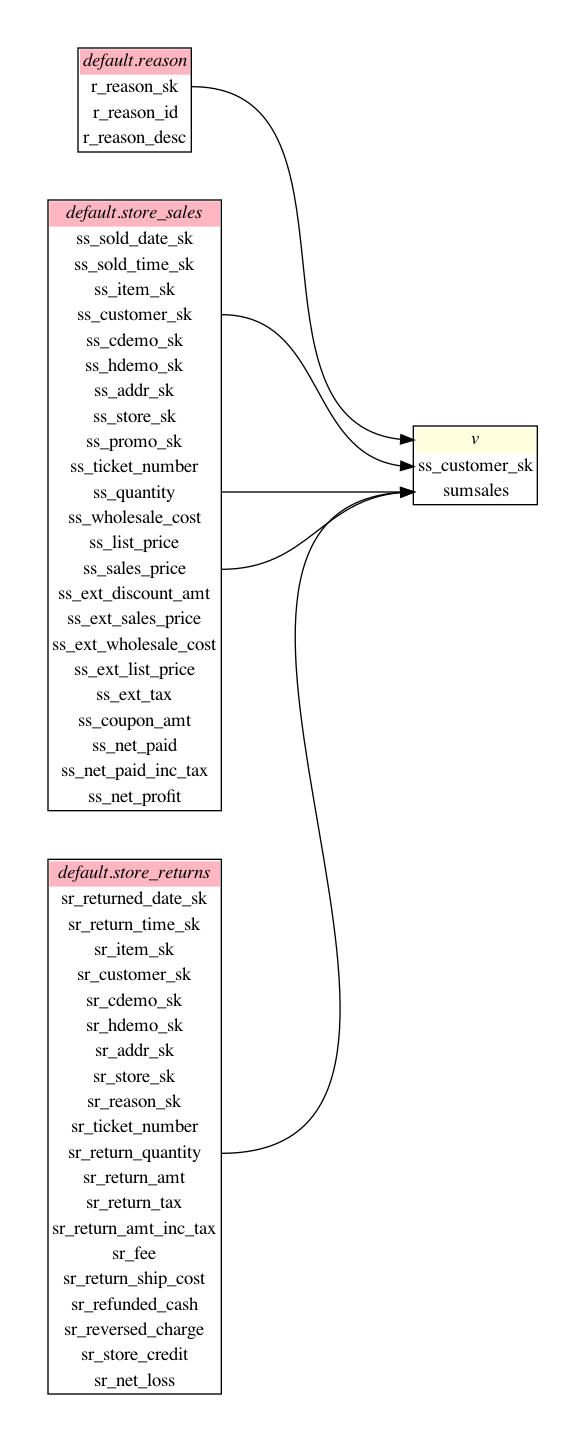 default.reason
r_reason_sk
r_reason_id
r_reason_desc
default.store_sales
ss_sold_date_sk
ss_sold_time_sk
ss_item_sk
ss_customer_sk
ss_cdemo_sk
ss_hdemo_sk
ss_addr_sk
ss_store_sk
ss_promo_sk
ss_ticket_number
ss_quantity
ss_wholesale_cost
ss_list_price
ss_sales_price
ss_ext_discount_amt
ss_ext_sales_price
ss_ext_wholesale_cost
ss_ext_list_price
ss_ext_tax
ss_coupon_amt
ss_net_paid
ss_net_paid_inc_tax
ss_net_profit
v
ss_customer_sk
sumsales
default.store_returns
sr_returned_date_sk
sr_return_time_sk
sr_item_sk
sr_customer_sk
sr_cdemo_sk
sr_hdemo_sk
sr_addr_sk
sr_store_sk
sr_reason_sk
sr_ticket_number
sr_return_quantity
sr_return_amt
sr_return_tax
sr_return_amt_inc_tax
sr_fee
sr_return_ship_cost
sr_refunded_cash
sr_reversed_charge
sr_store_credit
sr_net_loss